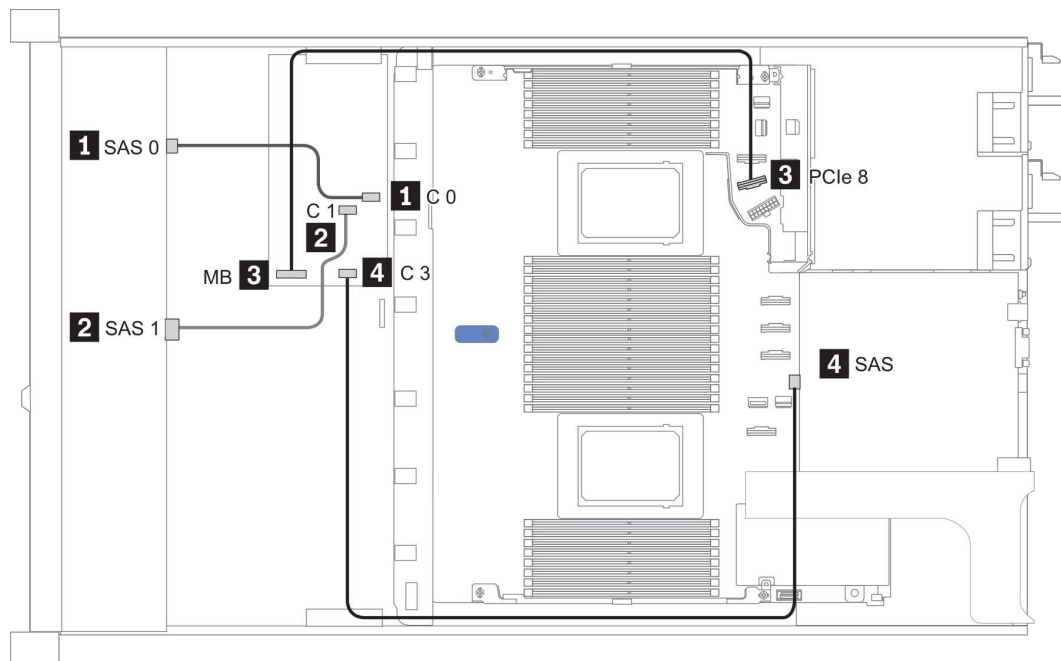 1 SAS 0
3 PCIe 8
1 C 0
C 1
2
MB 3
4 C 3
2 SAS 1
4 SAS